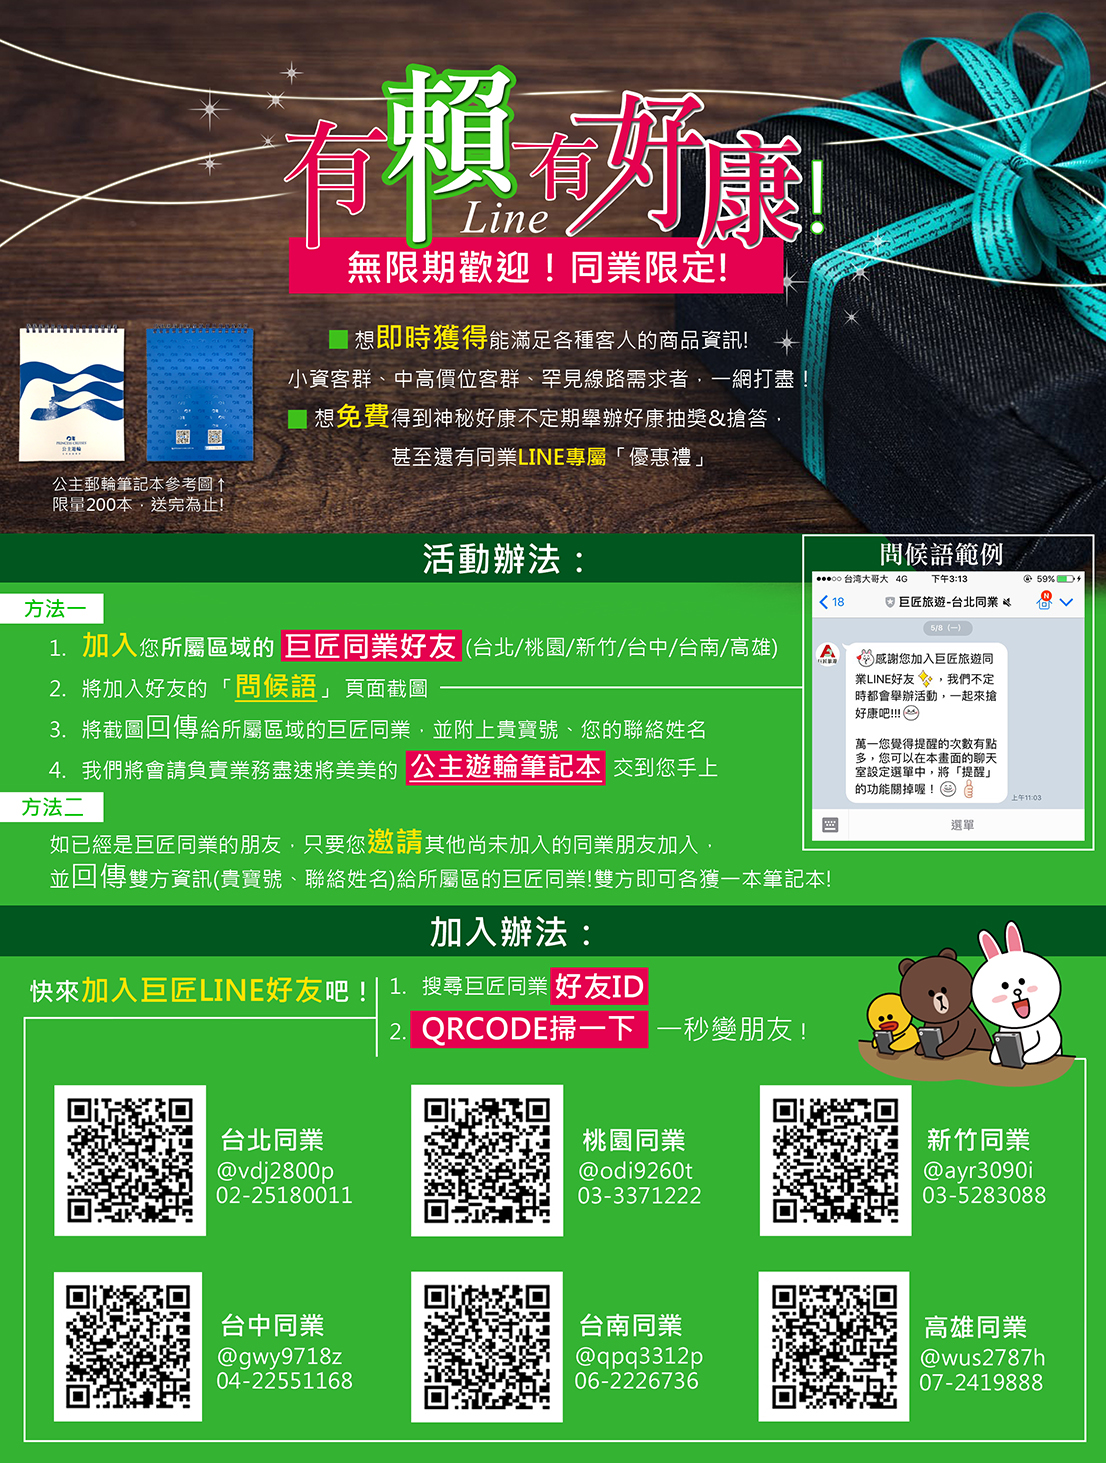 有賴有好康!
Line
無限期歡迎！同業限定!
想即時獲得能滿足各種客人的商品資訊!
小資客群、中高價位客群、罕見線路需求者，一網打盡！
想免費得到神秘好康不定期舉辦好康抽獎&搶答，
甚至還有同業LINE專屬「優惠禮」
PRINCESS CRUISES
公主遊輪
公主郵輪筆記本參考圖↑
限量200本，送完為止!
活動辦法：
方法一
1. 加入您所屬區域的 巨匠同業好友 (台北/桃園/新竹/台中/台南/高雄)
2. 將加入好友的「問候語」頁面截圖
3. 將截圖回傳給所屬區域的巨匠同業，並附上貴寶號、您的聯絡姓名
4. 我們將會請負責業務盡速將美美的 公主遊輪筆記本 交到您手上
方法二
如已經是巨匠同業的朋友，只要您邀請其他尚未加入的同業朋友加入，
並回傳雙方資訊(貴寶號、聯絡姓名)給所屬區的巨匠同業!雙方即可各獲一本筆記本!
問候語範例
台湾大哥大 4G 下午3:13 59%
18 巨匠旅遊-台北同業 N
5/8（一）
感謝您加入巨匠旅遊同
業LINE好友，我們不定
時都會舉辦活動，一起來搶
好康吧!!!
萬一您覺得提醒的次數有點
多，您可以在本畫面的聊天
室設定選單中，將「提醒」
的功能關掉喔！
上午11:03
選單
加入辦法：
快來加入巨匠LINE好友吧！
1. 搜尋巨匠同業 好友ID
2. QRCODE掃一下 一秒變朋友！
台北同業
@vdj2800p
02-25180011
桃園同業
@odi9260t
03-3371222
新竹同業
@ayr3090i
03-5283088
台中同業
@gwy9718z
04-22551168
台南同業
@qpq3312p
06-2226736
高雄同業
@wus2787h
07-2419888